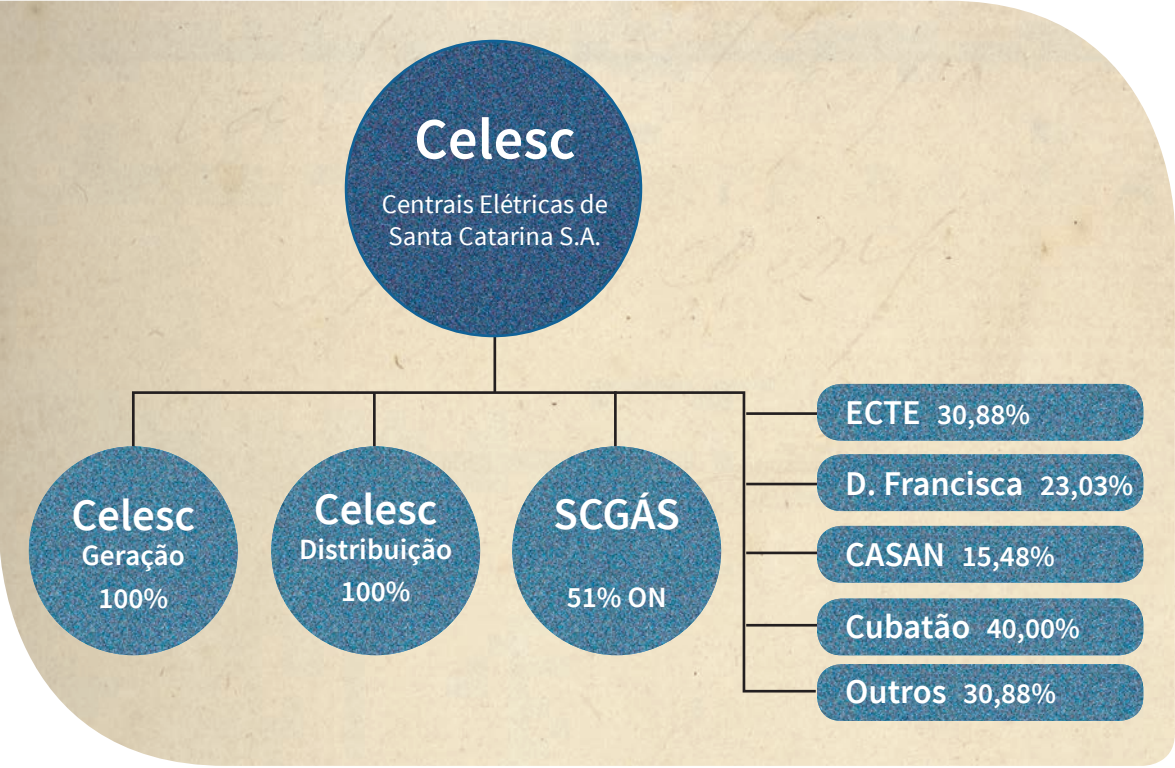 Celesc
Centrais Elétricas de
Santa Catarina S.A.
Celesc
Geração
100%
Celesc
Distribuição
100%
SCGÁS
51% ON
ECTE 30,88%
D. Francisca 23,03%
CASAN 15,48%
Cubatão 40,00%
Outros 30,88%